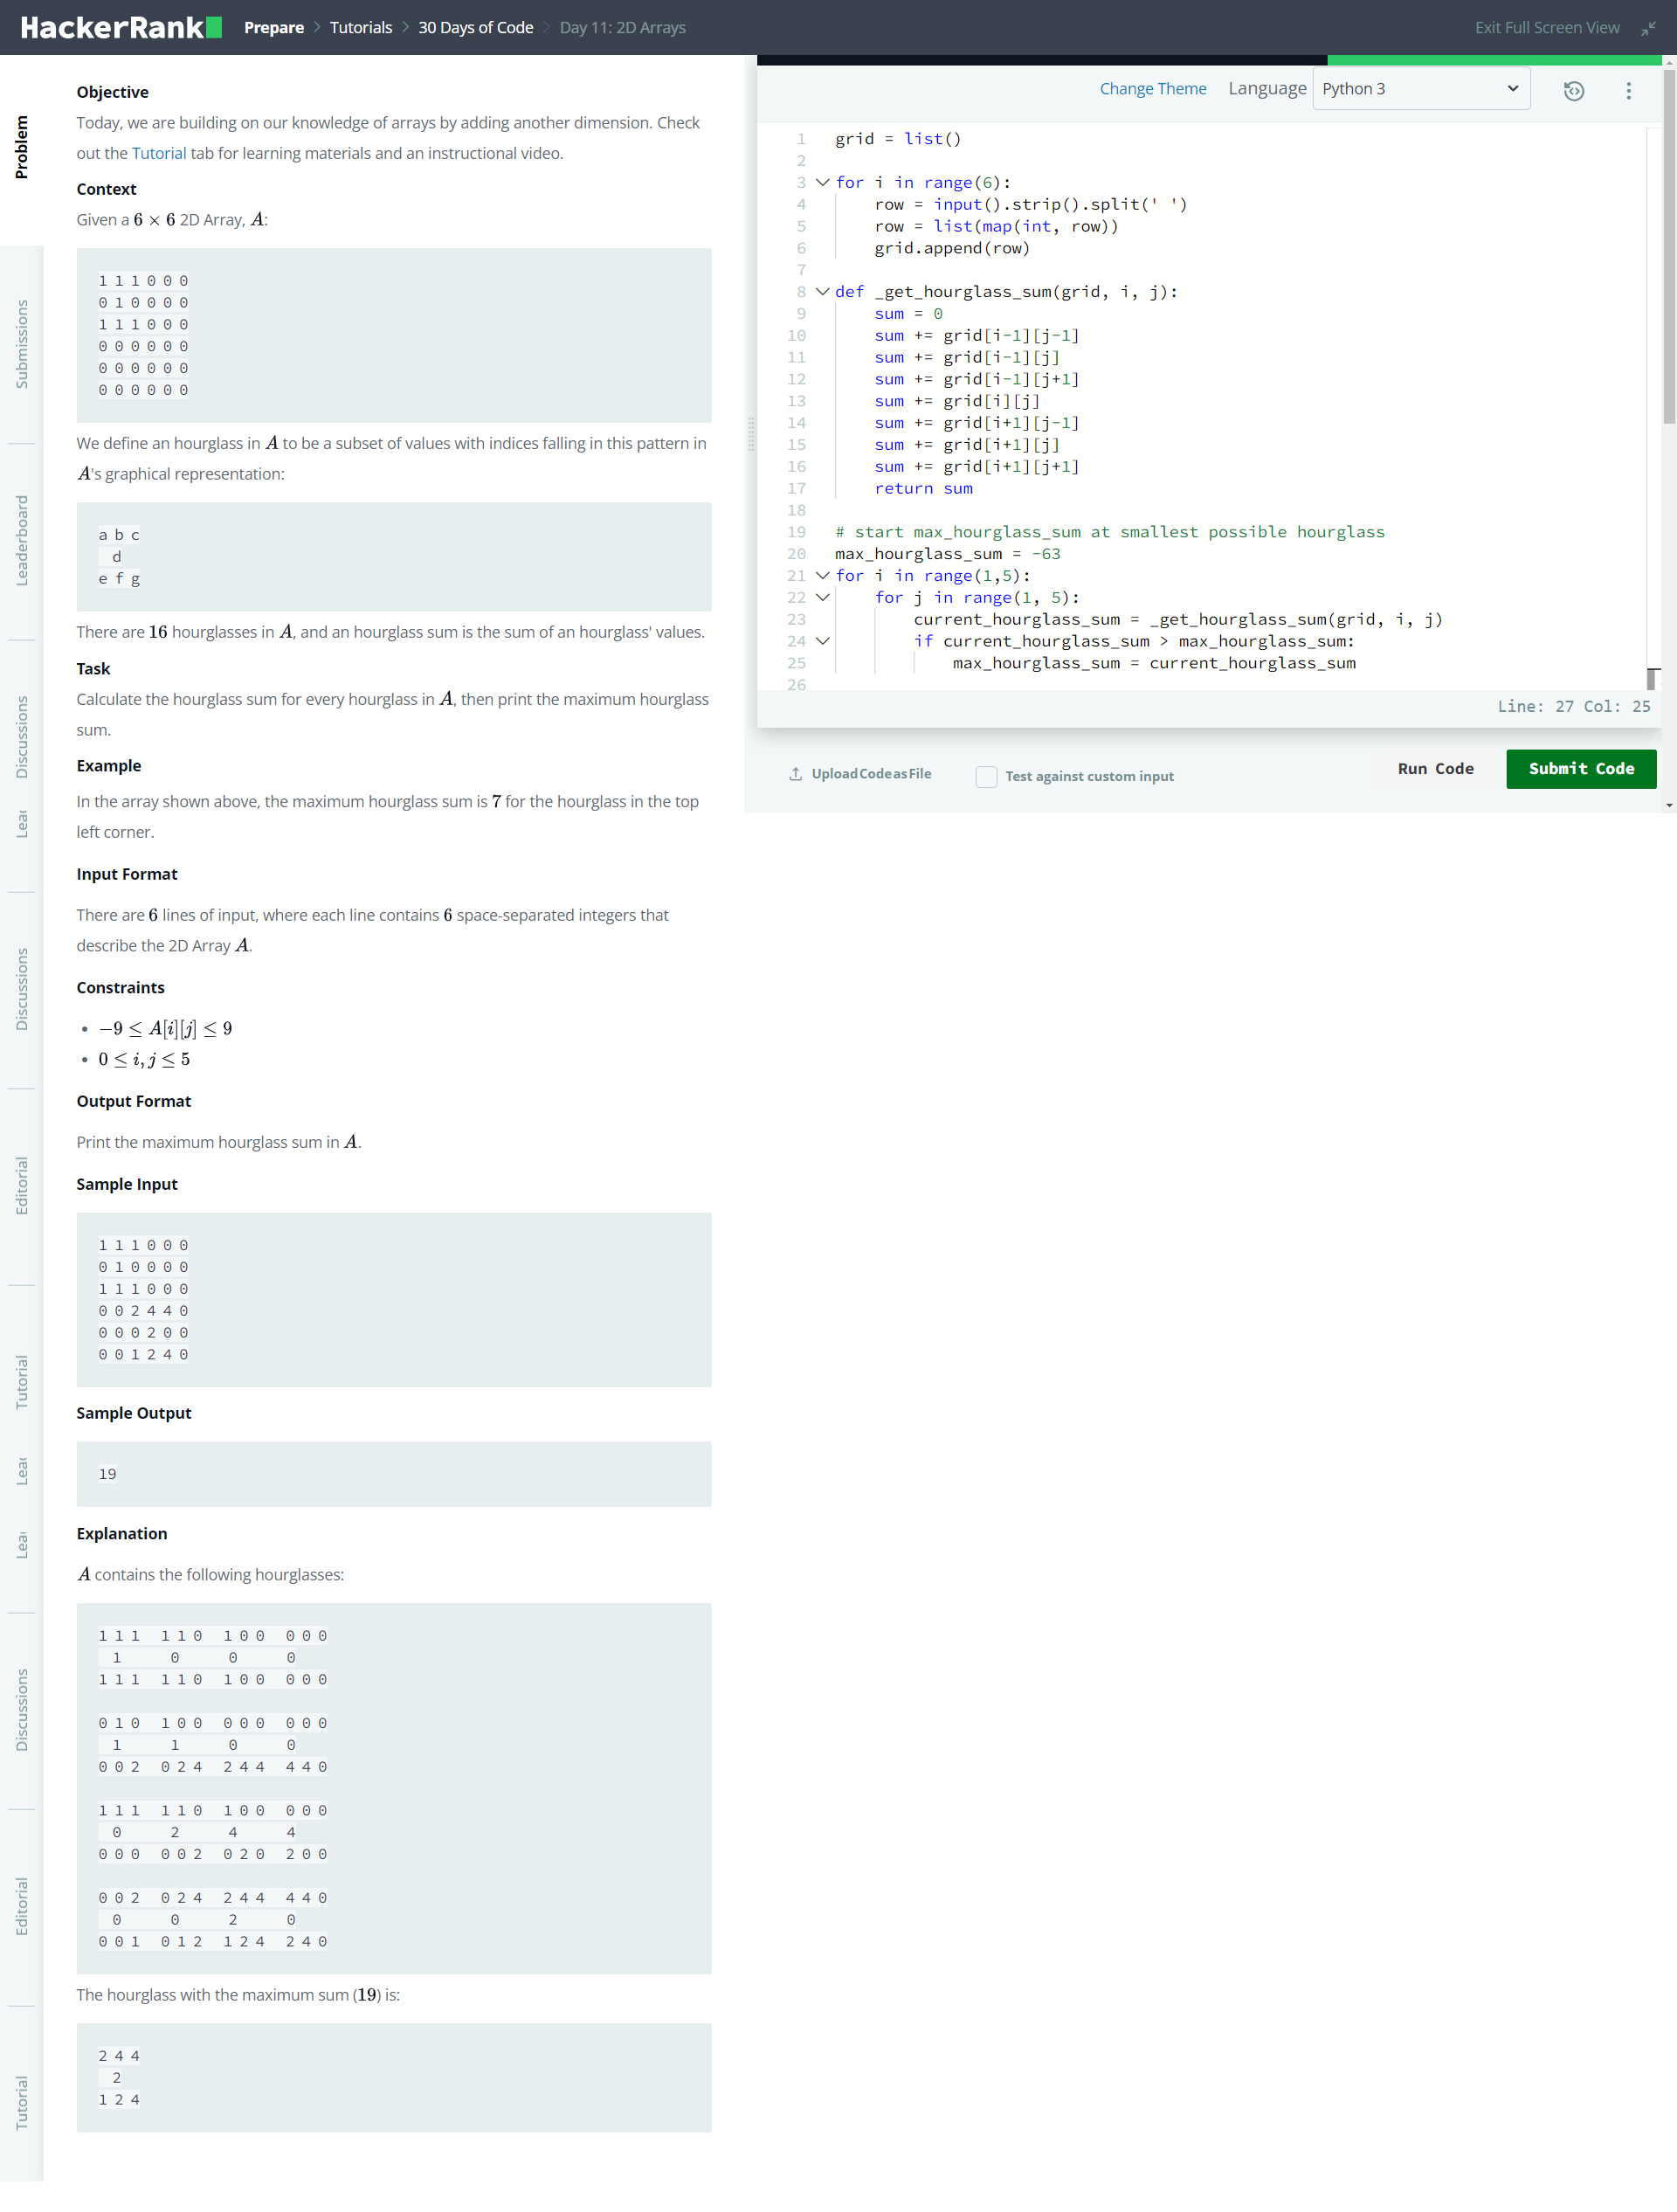 HackerRank Prepare > Tutorials > 30 Days of Code > Day 11: 2D Arrays Exit Full Screen View
Problem
Submissions
Leaderboard
Discussions
Lea
Discussions
Editorial
Tutorial
Lea
Lea
Discussions
Editorial
Tutorial
Objective
Today, we are building on our knowledge of arrays by adding another dimension. Check
out the Tutorial tab for learning materials and an instructional video.
Context
Given a 6 × 6 2D Array, A:
1 1 1 0 0 0
0 1 0 0 0 0
1 1 1 0 0 0
0 0 0 0 0 0
0 0 0 0 0 0
0 0 0 0 0 0
We define an hourglass in A to be a subset of values with indices falling in this pattern in
A's graphical representation:
a b c
d
e f g
There are 16 hourglasses in A, and an hourglass sum is the sum of an hourglass' values.
Task
Calculate the hourglass sum for every hourglass in A, then print the maximum hourglass
sum.
Example
In the array shown above, the maximum hourglass sum is 7 for the hourglass in the top
left corner.
Input Format
There are 6 lines of input, where each line contains 6 space-separated integers that
describe the 2D Array A.
Constraints
• −9 ≤ A[i][j] ≤ 9
• 0 ≤ i, j ≤ 5
Output Format
Print the maximum hourglass sum in A.
Sample Input
1 1 1 0 0 0
0 1 0 0 0 0
1 1 1 0 0 0
0 0 2 4 4 0
0 0 0 2 0 0
0 0 1 2 4 0
Sample Output
19
Explanation
A contains the following hourglasses:
1 1 1   1 1 0   1 0 0   0 0 0
  1       0       0       0
1 1 1   1 1 0   1 0 0   0 0 0
0 1 0   1 0 0   0 0 0   0 0 0
  1       1       0       0
0 0 2   0 2 4   2 4 4   4 4 0
1 1 1   1 1 0   1 0 0   0 0 0
  0       2       4       4
0 0 0   0 0 2   0 2 0   2 0 0
0 0 2   0 2 4   2 4 4   4 4 0
  0       0       2       0
0 0 1   0 1 2   1 2 4   2 4 0
The hourglass with the maximum sum (19) is:
2 4 4
2
1 2 4
Change Theme Language Python 3
1 grid = list()
2
3 for i in range(6):
4     row = input().strip().split(' ')
5     row = list(map(int, row))
6     grid.append(row)
7
8 def _get_hourglass_sum(grid, i, j):
9     sum = 0
10     sum += grid[i-1][j-1]
11     sum += grid[i-1][j]
12     sum += grid[i-1][j+1]
13     sum += grid[i][j]
14     sum += grid[i+1][j-1]
15     sum += grid[i+1][j]
16     sum += grid[i+1][j+1]
17     return sum
18
19 # start max_hourglass_sum at smallest possible hourglass
20 max_hourglass_sum = -63
21 for i in range(1,5):
22     for j in range(1, 5):
23         current_hourglass_sum = _get_hourglass_sum(grid, i, j)
24         if current_hourglass_sum > max_hourglass_sum:
25             max_hourglass_sum = current_hourglass_sum
26
Line: 27 Col: 25
Upload Code as File Test against custom input Run Code Submit Code